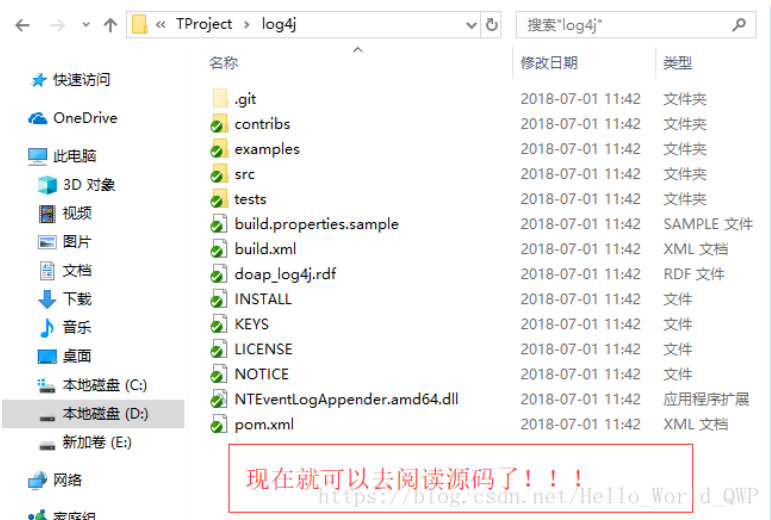 « TProject › log4j
搜索"log4j"
名称 修改日期 类型
快速访问
OneDrive
此电脑
3D 对象
视频
图片
文档
下载
音乐
桌面
本地磁盘 (C:)
本地磁盘 (D:)
新加卷 (E:)
网络
家庭组
.git 2018-07-01 11:42 文件夹
contribs 2018-07-01 11:42 文件夹
examples 2018-07-01 11:42 文件夹
src 2018-07-01 11:42 文件夹
tests 2018-07-01 11:42 文件夹
build.properties.sample 2018-07-01 11:42 SAMPLE 文件
build.xml 2018-07-01 11:42 XML 文档
doap_log4j.rdf 2018-07-01 11:42 RDF 文件
INSTALL 2018-07-01 11:42 文件
KEYS 2018-07-01 11:42 文件
LICENSE 2018-07-01 11:42 文件
NOTICE 2018-07-01 11:42 文件
NTEventLogAppender.amd64.dll 2018-07-01 11:42 应用程序扩展
pom.xml 2018-07-01 11:42 XML 文档
现在就可以去阅读源码了！！！
https://blog.csdn.net/Hello_World_QWP